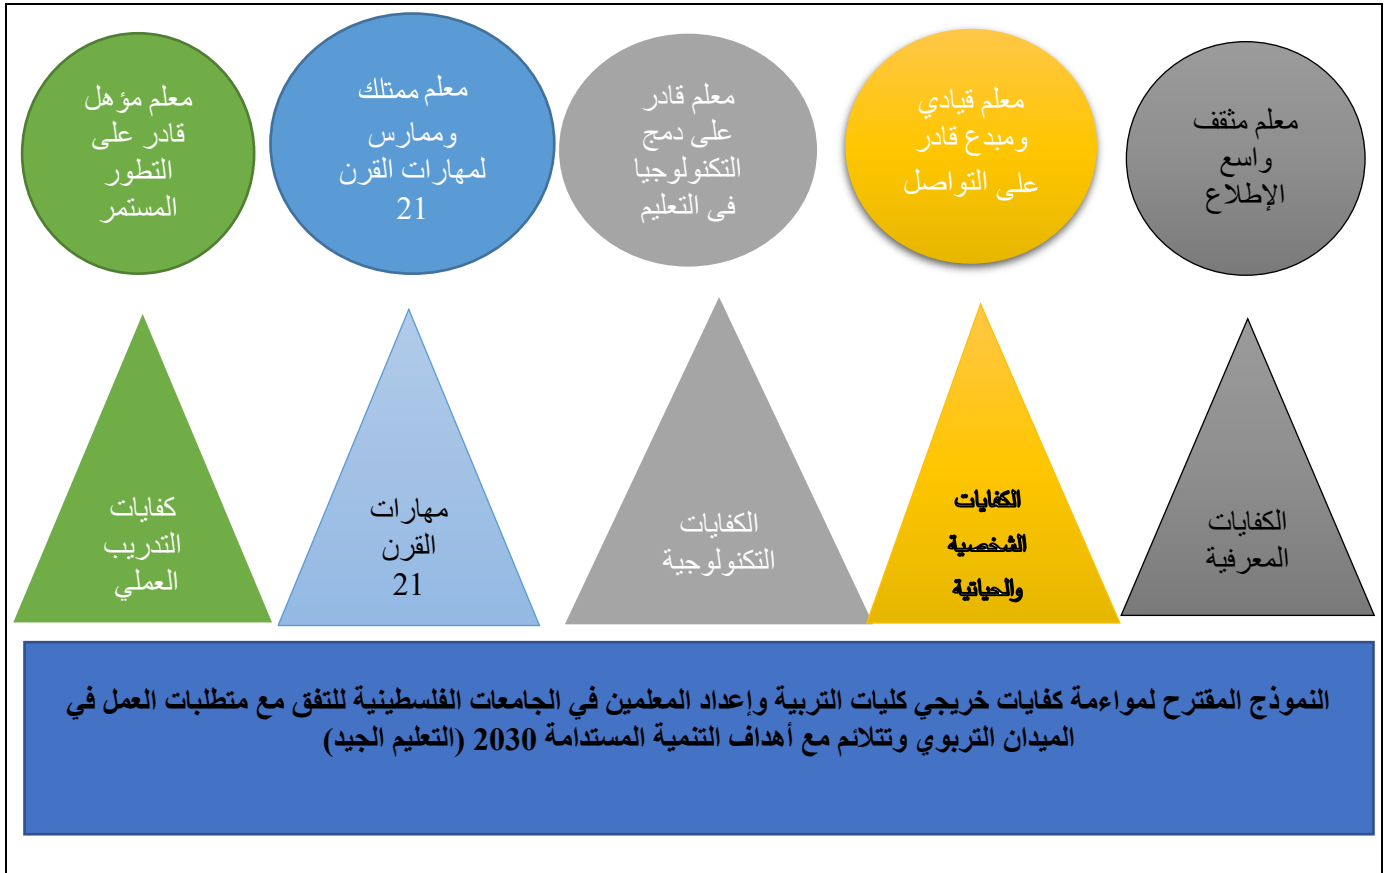 معلم مثقف
واسع
الإطلاع
معلم قيادي
ومبدع قادر
على التواصل
معلم قادر
على دمج
التكنولوجيا
فى التعليم
معلم ممتلك
وممارس
لمهارات القرن
21
معلم مؤهل
قادر على
التطور
المستمر
الكفايات
المعرفية
الكفايات
الشخصية
والحياتية
الكفايات
التكنولوجية
مهارات
القرن
21
كفايات
التدريب
العملي
النموذج المقترح لمواءمة كفايات خريجي كليات التربية وإعداد المعلمين في الجامعات الفلسطينية للتفق مع متطلبات العمل في
الميدان التربوي وتتلائم مع أهداف التنمية المستدامة 2030 (التعليم الجيد)